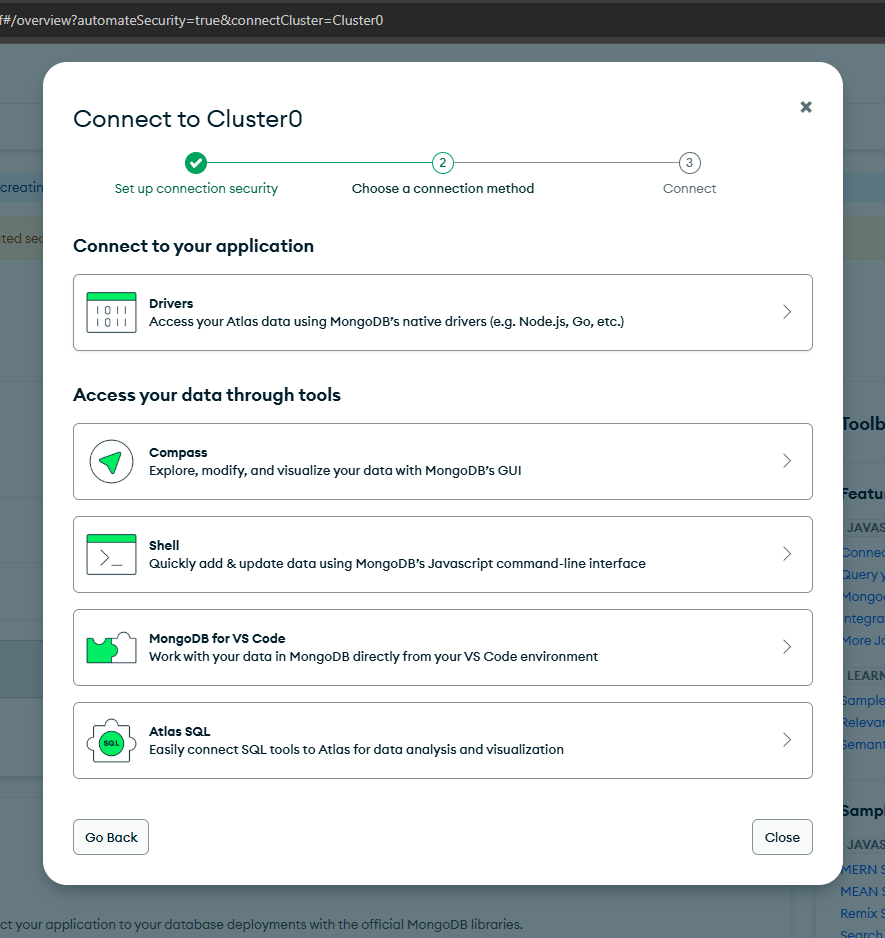 f#/overview?automateSecurity=true&connectCluster=Cluster0
Connect to Cluster0
2
3
Set up connection security
Choose a connection method
Connect
creatin
ted sec
Connect to your application
Drivers
Access your Atlas data using MongoDB's native drivers (e.g. Node.js, Go, etc.)
Access your data through tools
Compass
Explore, modify, and visualize your data with MongoDB's GUI
Shell
Quickly add & update data using MongoDB's Javascript command-line interface
MongoDB for VS Code
Work with your data in MongoDB directly from your VS Code environment
SQL
Atlas SQL
Easily connect SQL tools to Atlas for data analysis and visualization
Go Back
Close
Toolb
Featu
JAVAS
Connec
Query y
Mongo
ntegra
More Ja
LEARN
Sample
Relevan
Semant
Samp
JAVAS
MERN S
MEAN S
Remix S
Search
ct your application to your database deployments with the official MongoDB libraries.